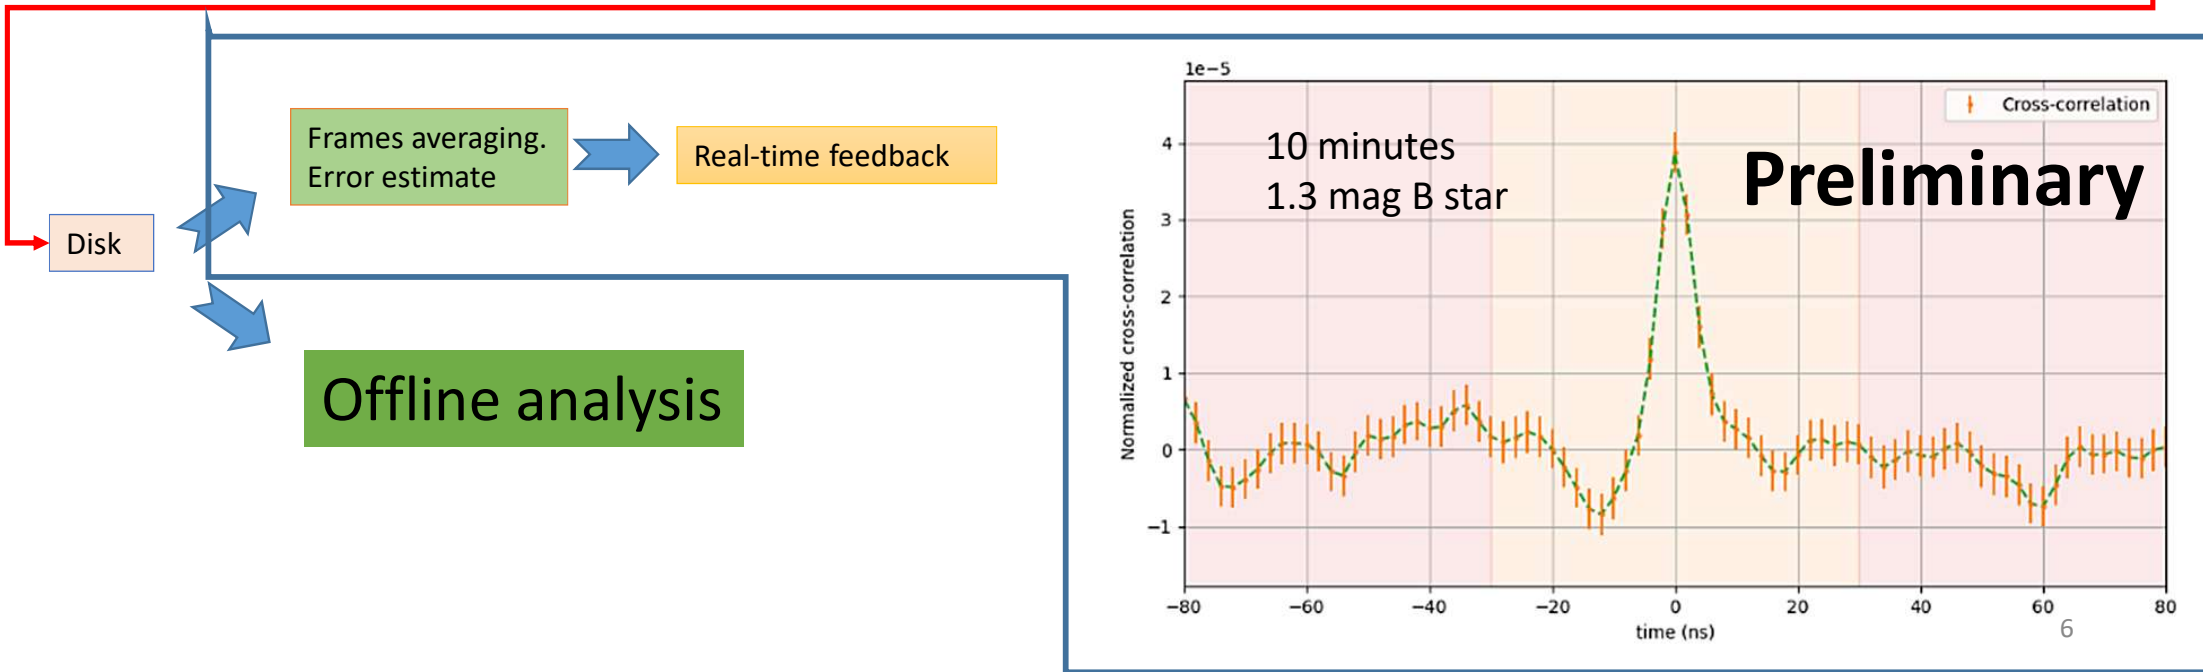 Frames averaging.
Error estimate
Real-time feedback
Disk
Offline analysis
1e−5
Cross-correlation
10 minutes
1.3 mag B star
Preliminary
Normalized cross-correlation
4
3
2
1
0
−1
−80
−60
−40
−20
0
20
40
60
80
time (ns)
6